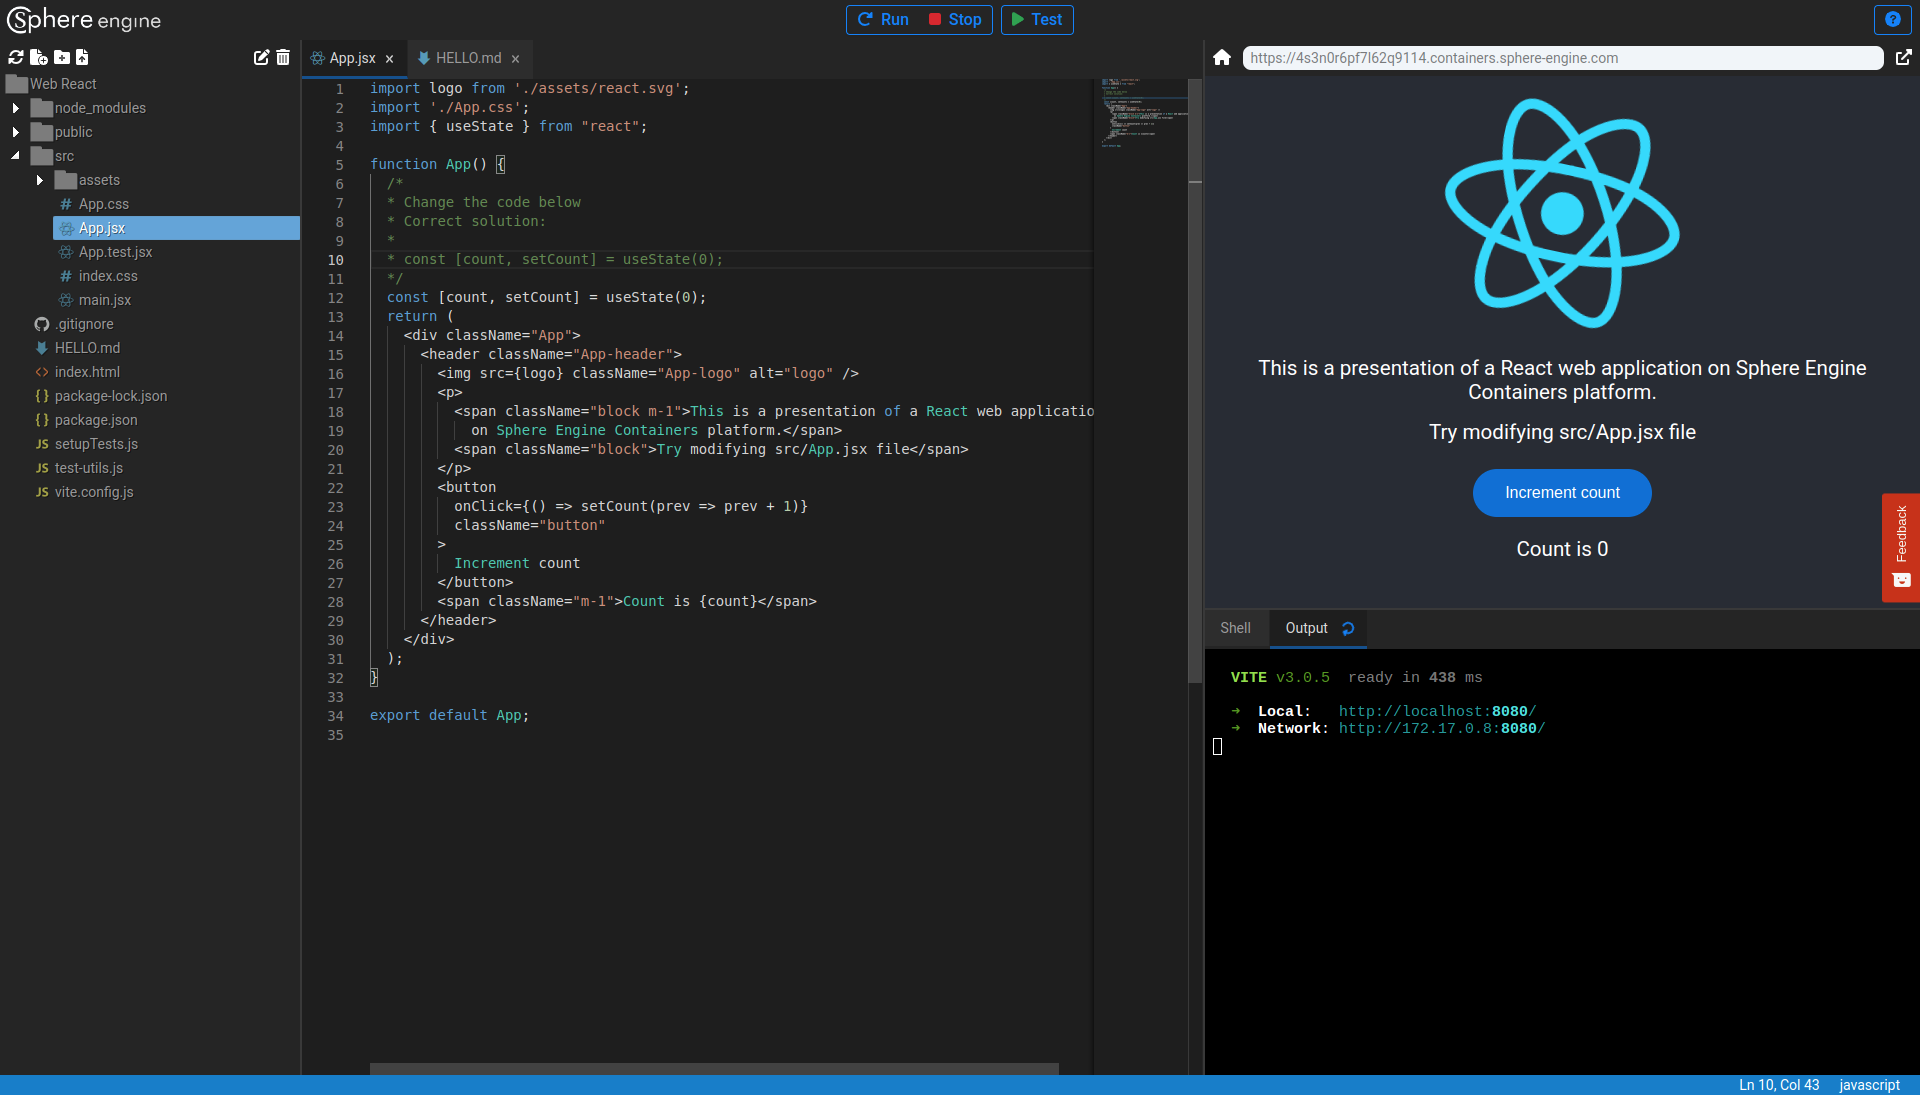 Sphere engine
Run
Stop
Test
?
Web React
node_modules
public
src
assets
App.css
App.jsx
App.test.jsx
index.css
main.jsx
.gitignore
HELLO.md
index.html
package-lock.json
package.json
setupTests.js
test-utils.js
vite.config.js
App.jsx ×
HELLO.md ×
1 import logo from './assets/react.svg';
2 import './App.css';
3 import { useState } from "react";
4
5 function App() {
6 /*
7 * Change the code below
8 * Correct solution:
9 *
10 * const [count, setCount] = useState(0);
11 */
12 const [count, setCount] = useState(0);
13 return (
14 <div className="App">
15 <header className="App-header">
16 <img src={logo} className="App-logo" alt="logo" />
17 <p>
18 <span className="block m-1">This is a presentation of a React web applicatio
19 on Sphere Engine Containers platform.</span>
20 <span className="block">Try modifying src/App.jsx file</span>
21 </p>
22 <button
23 onClick={() => setCount(prev => prev + 1)}
24 className="button"
25 >
26 Increment count
27 </button>
28 <span className="m-1">Count is {count}</span>
29 </header>
30 </div>
31 );
32 }
33
34 export default App;
35
https://4s3n0r6pf7l62q9114.containers.sphere-engine.com
This is a presentation of a React web application on Sphere Engine
Containers platform.
Try modifying src/App.jsx file
Increment count
Count is 0
Feedback
Shell
Output
VITE v3.0.5 ready in 438 ms
➜ Local: http://localhost:8080/
➜ Network: http://172.17.0.8:8080/
Ln 10, Col 43
javascript